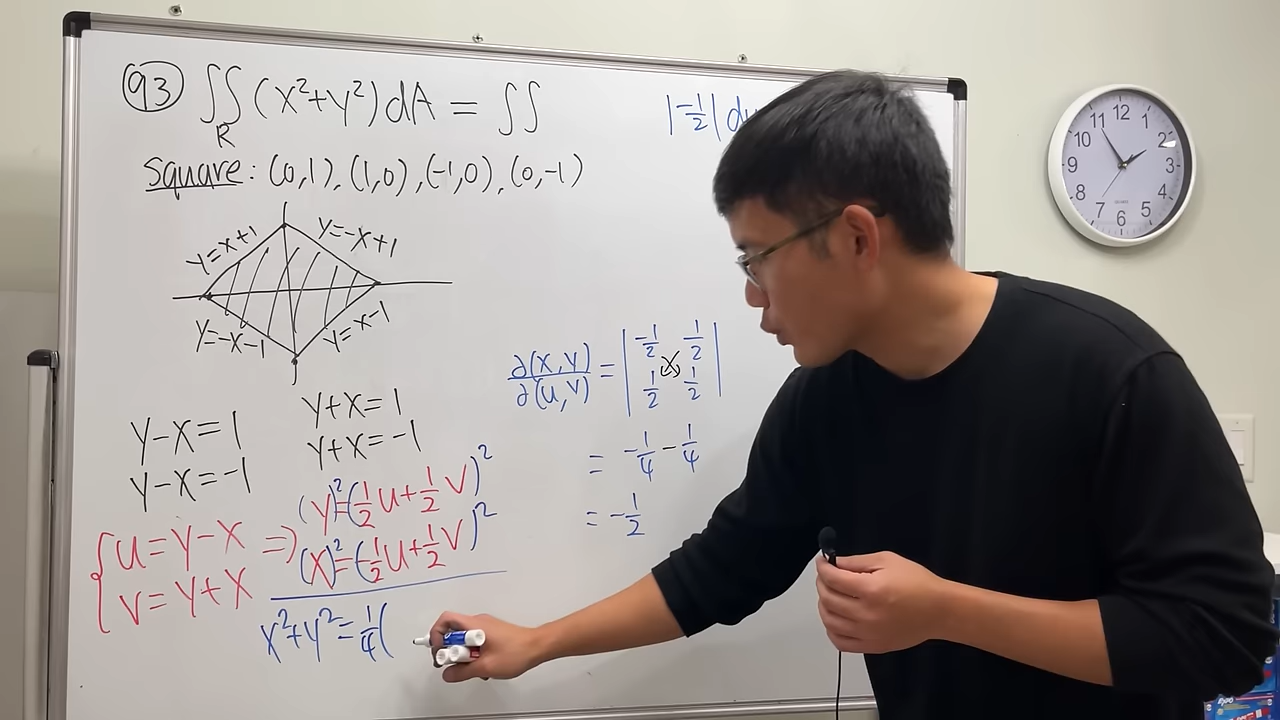 93 ∬_R (x²+y²) dA = ∬ |-1/2| du
square: (0,1), (1,0), (-1,0), (0,-1)
y=x+1 y=-x+1
y=-x-1 y=x-1
y-x=1 y+x=1
y-x=-1 y+x=-1
{u=y-x => (y)²=(1/2 u+1/2 v)²
v=y+x (x)²=(-1/2 u+1/2 v)²
x²+y²=1/4(
∂(x,y)/∂(u,v) = |-1/2 1/2|
|1/2 1/2|
= -1/4 - 1/4
= -1/2
12 1 2 3 4 5 6 7 8 9 10 11
QUARTZ
EXPO